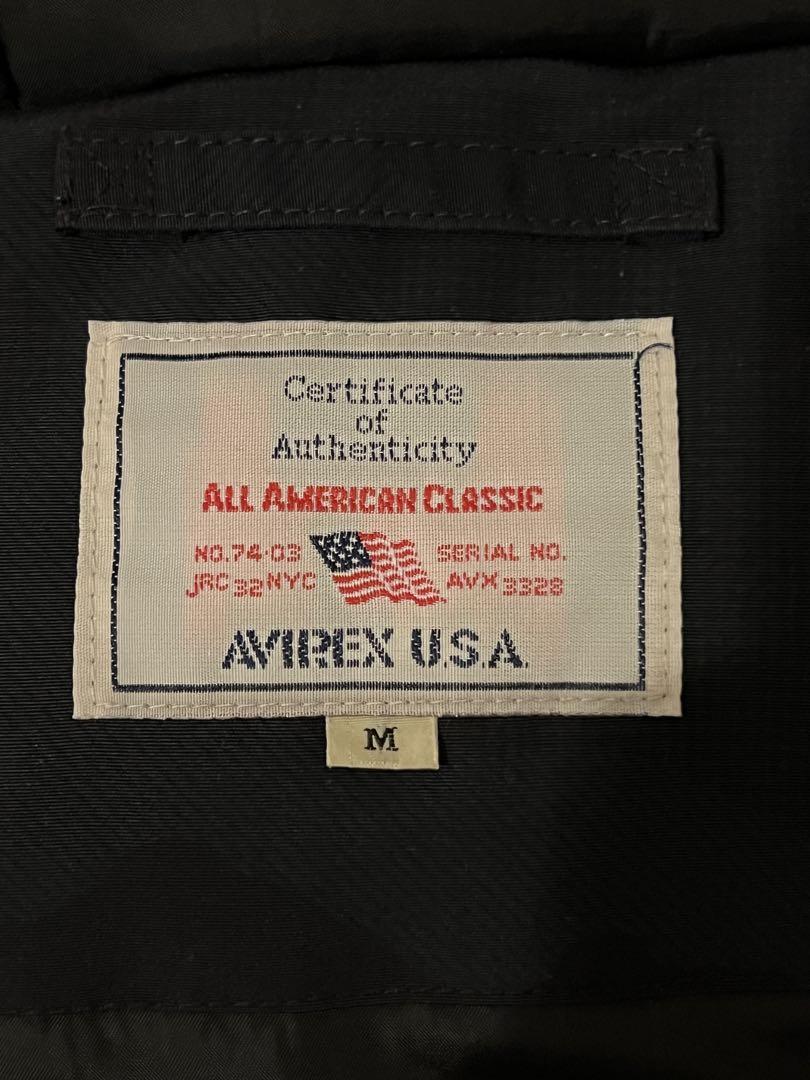 Certificate
of
Authenticity
ALL AMERICAN CLASSIC
NO.74-03 SERIAL NO.
JRC 32 NYC AVX 3328
AVIREX U.S.A.
M